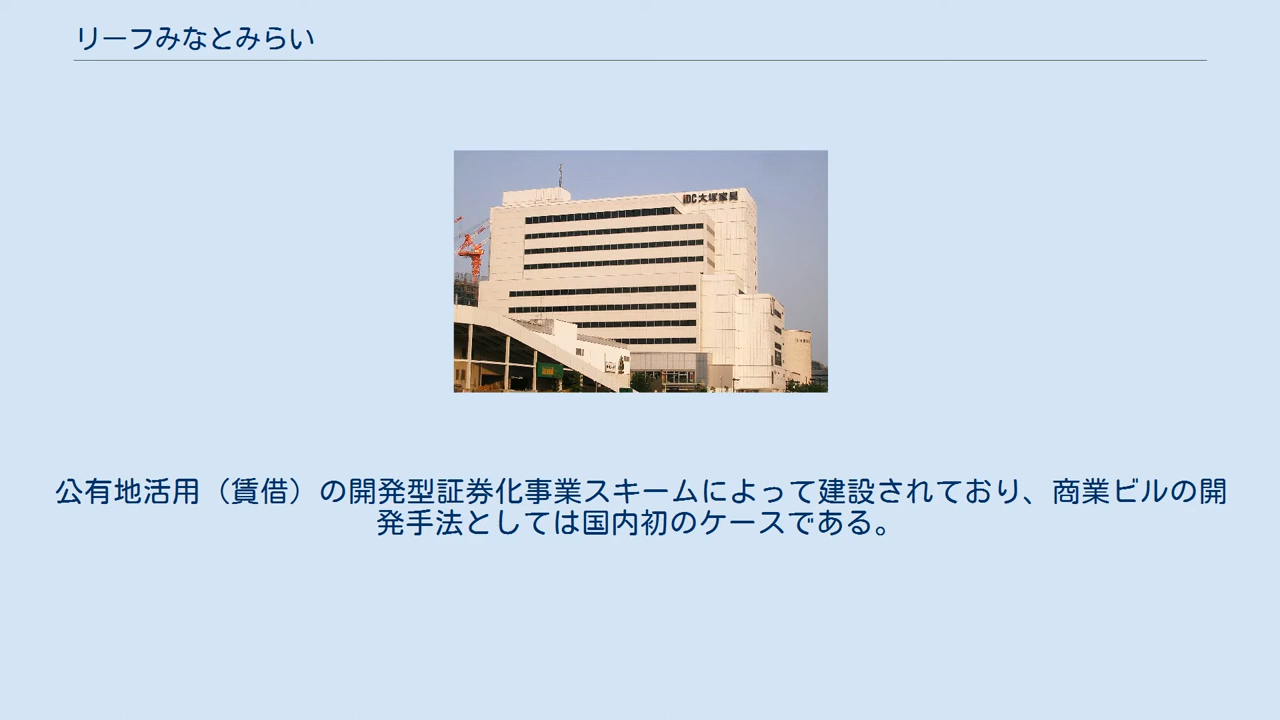 リーフみなとみらい
IDC大塚家具
公有地活用（賃借）の開発型証券化事業スキームによって建設されており、商業ビルの開
発手法としては国内初のケースである。